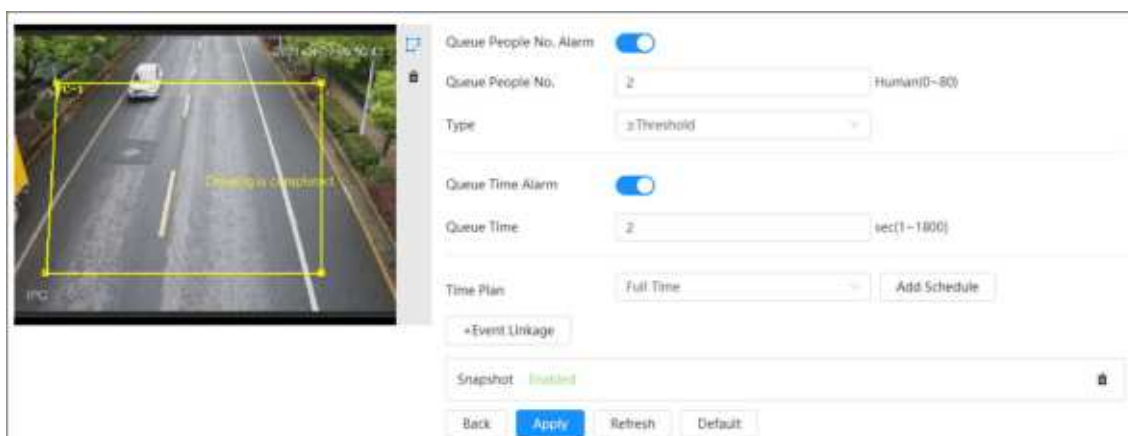 Queue People No. Alarm
Queue People No. 2 Human(0~80)
Type ≥Threshold
Drawing is completed
Queue Time Alarm
Queue Time 2 sec(1~1800)
IPC
Time Plan Full Time Add Schedule
+Event Linkage
Snapshot Enabled
Back Apply Refresh Default